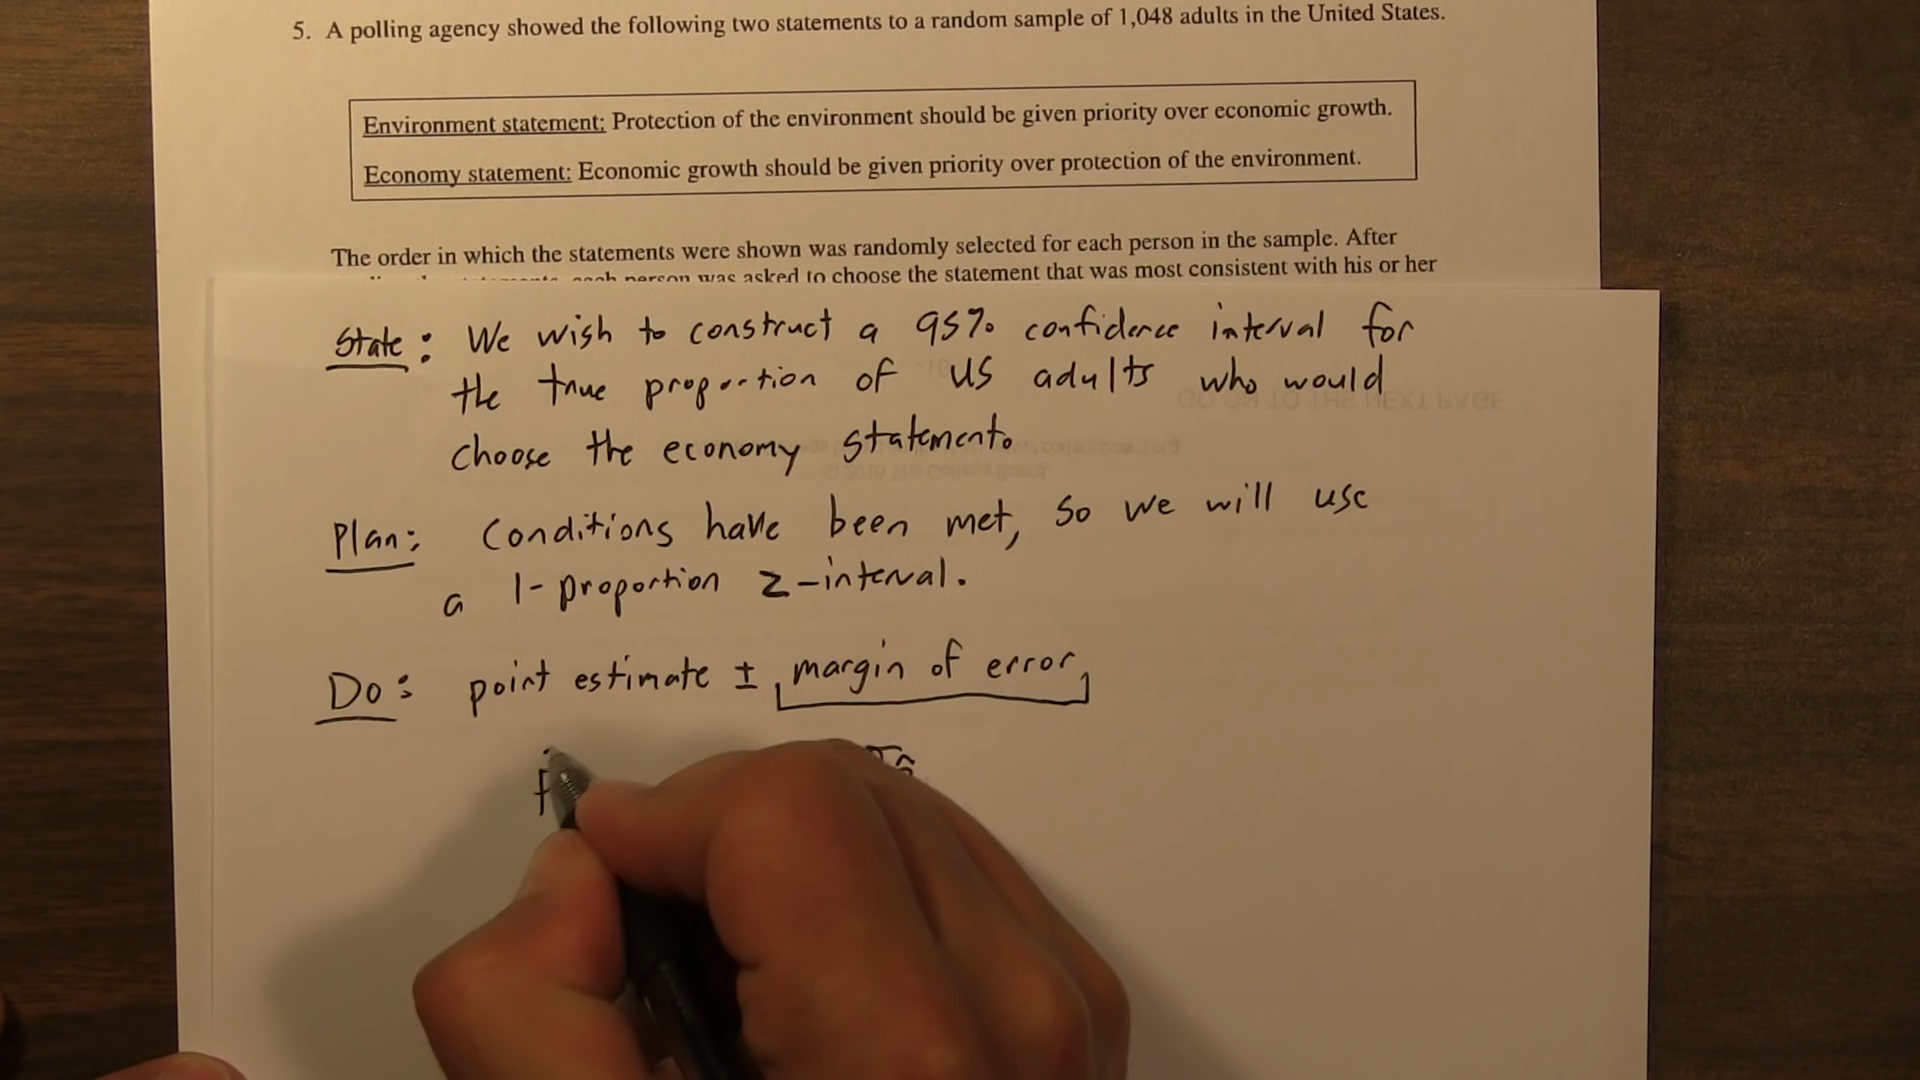 5. A polling agency showed the following two statements to a random sample of 1,048 adults in the United States.
Environment statement: Protection of the environment should be given priority over economic growth.
Economy statement: Economic growth should be given priority over protection of the environment.
The order in which the statements were shown was randomly selected for each person in the sample. After
each person was asked to choose the statement that was most consistent with his or her
State: We wish to construct a 95% confidence interval for
the true proportion of US adults who would
choose the economy statement.
Plan: Conditions have been met, so we will use
a 1-proportion z-interval.
Do: point estimate ± margin of error